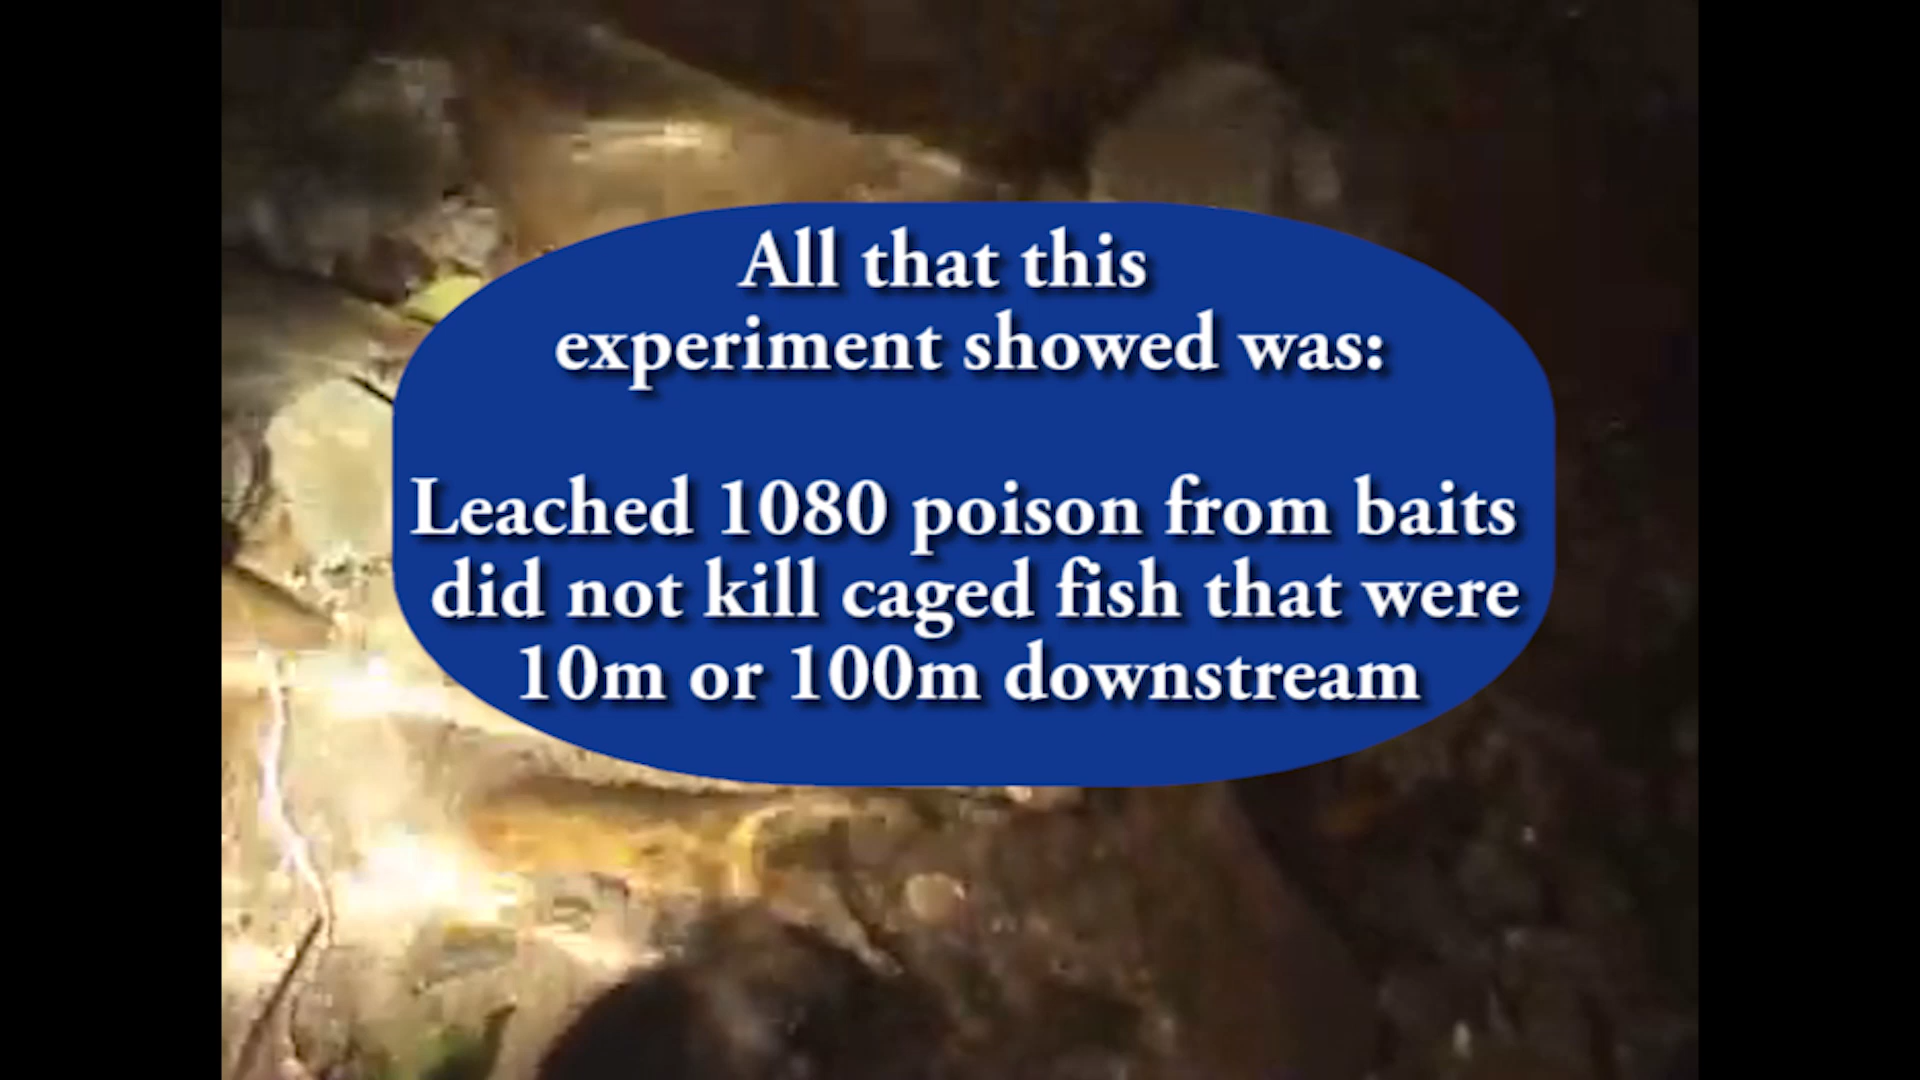 All that this
experiment showed was:
Leached 1080 poison from baits
did not kill caged fish that were
10m or 100m downstream